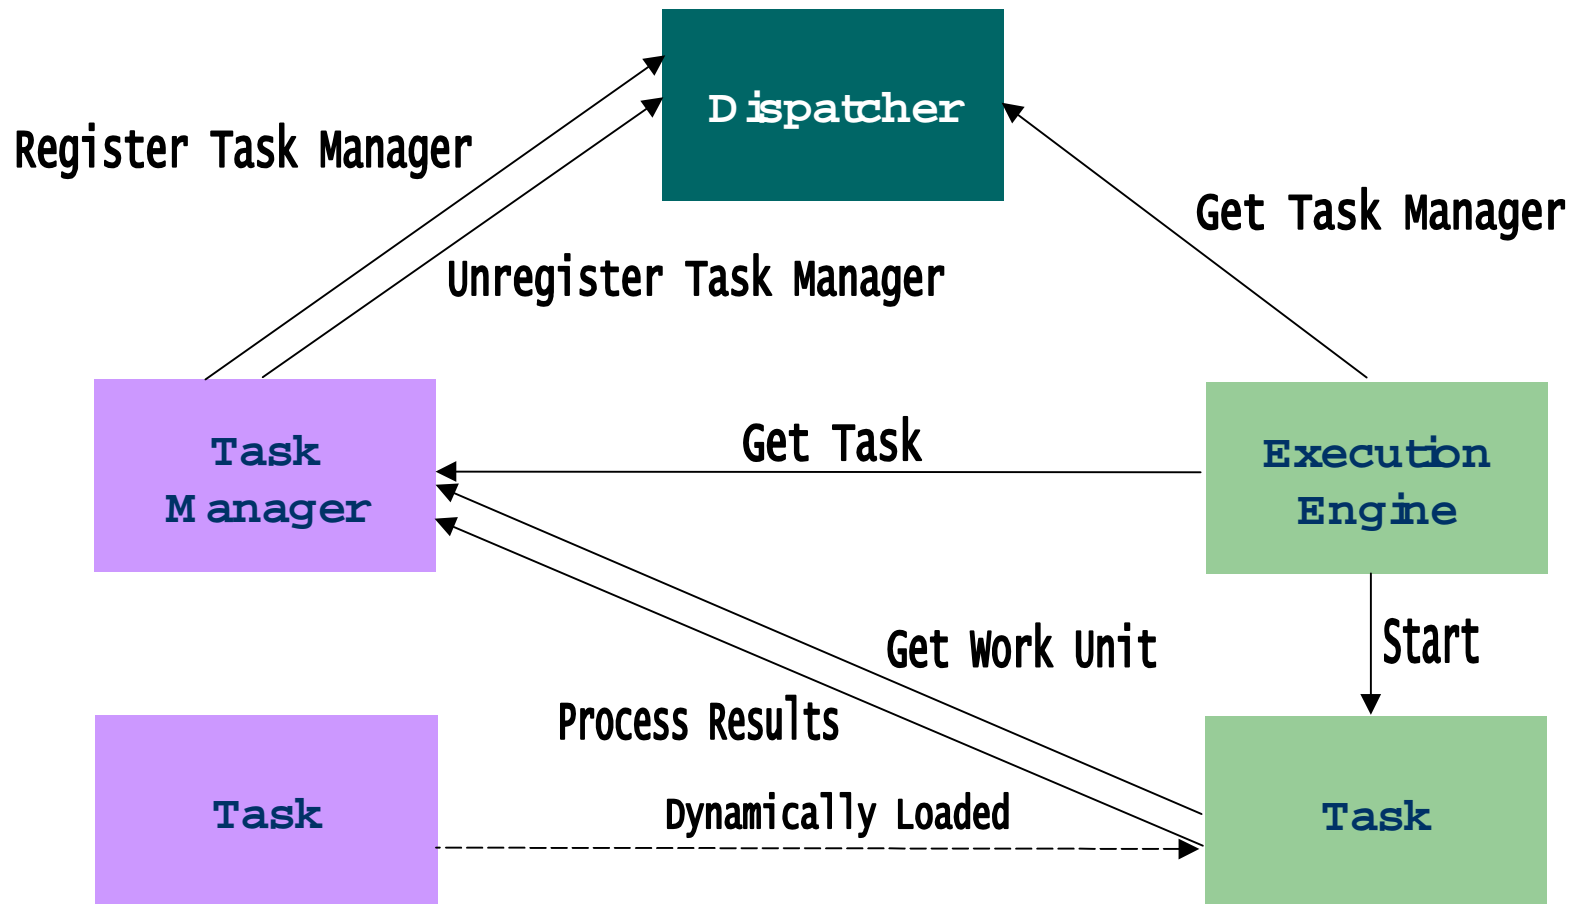 Dispatcher
Register Task Manager
Get Task Manager
Unregister Task Manager
Task
Manager
Get Task
Execution
Engine
Get Work Unit
Start
Process Results
Task
Dynamically Loaded
Task